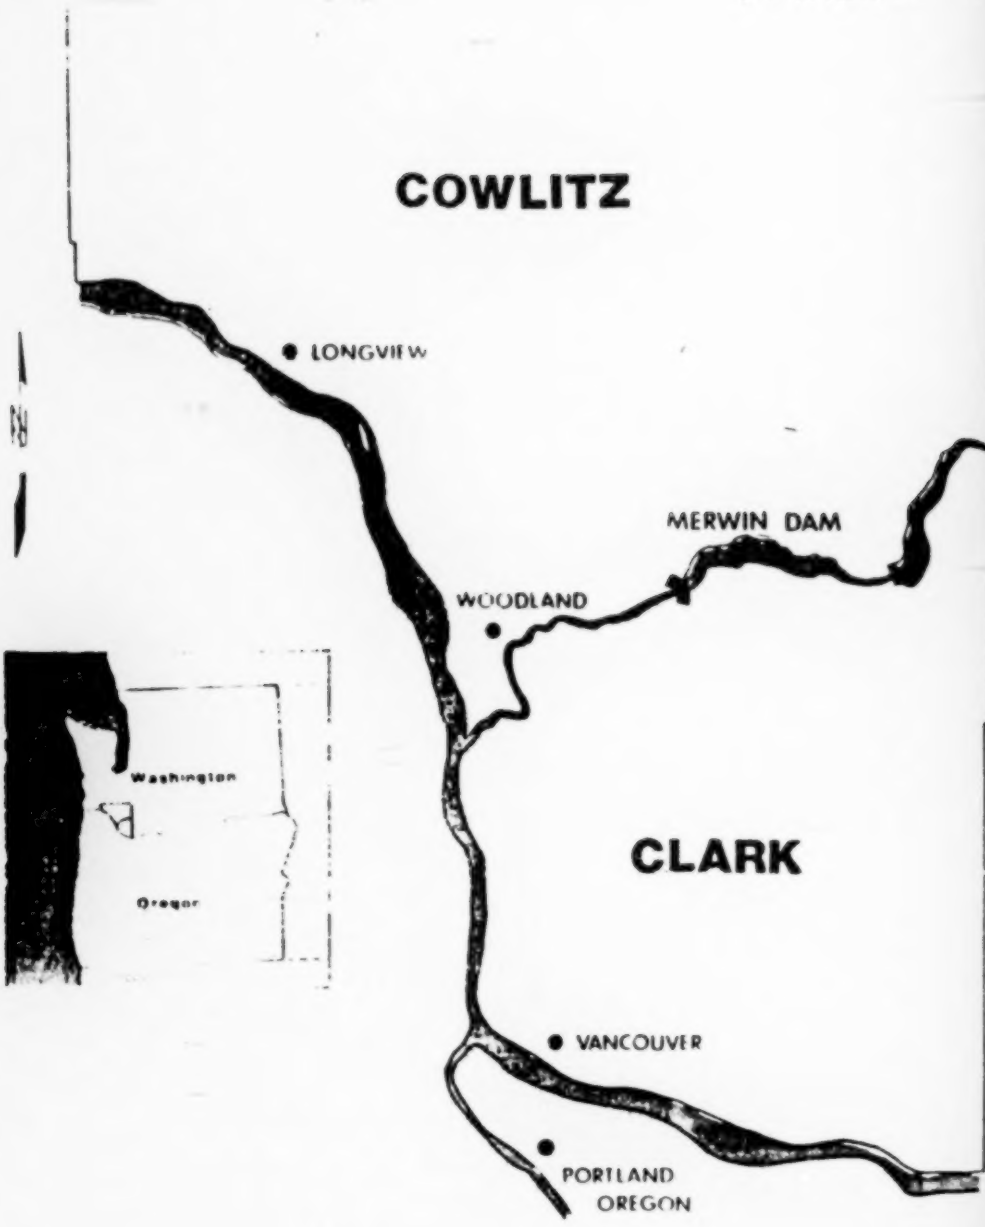 COWLITZ
LONGVIEW
N
MERWIN DAM
WOODLAND
Washington
Oregon
CLARK
VANCOUVER
PORTLAND
OREGON